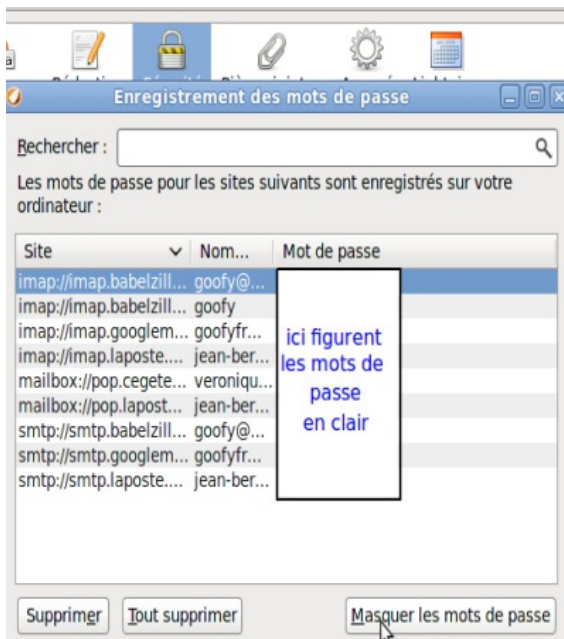 Enregistrement des mots de passe
Rechercher :
Les mots de passe pour les sites suivants sont enregistrés sur votre
ordinateur :
Site Nom... Mot de passe
imap://imap.babelzill... goofy@...
imap://imap.babelzill... goofy
imap://imap.googlem... goofyfr...
imap://imap.laposte.... jean-ber...
mailbox://pop.cegete... veroniqu...
mailbox://pop.lapost... jean-ber...
smtp://smtp.babelzill... goofy@...
smtp://smtp.googlem... goofyfr...
smtp://smtp.laposte.... jean-ber...
ici figurent
les mots de
passe
en clair
Supprimer Tout supprimer Masquer les mots de passe